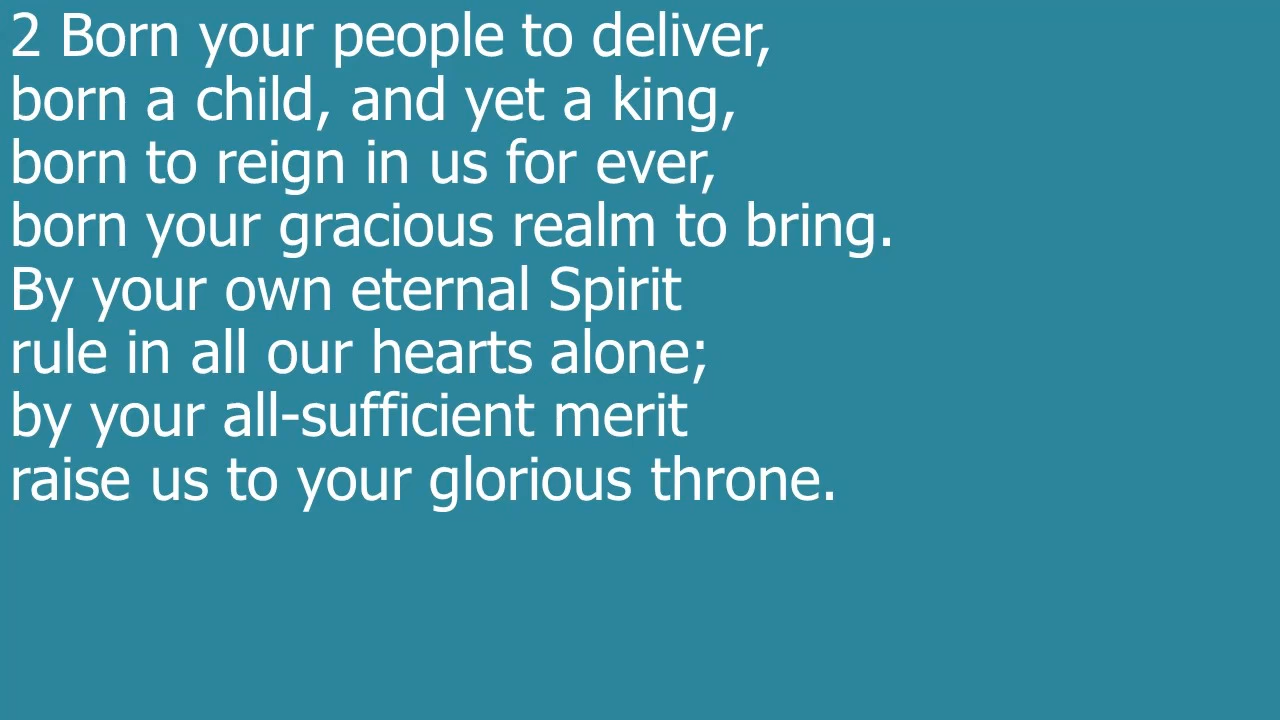 2 Born your people to deliver,
born a child, and yet a king,
born to reign in us for ever,
born your gracious realm to bring.
By your own eternal Spirit
rule in all our hearts alone;
by your all-sufficient merit
raise us to your glorious throne.